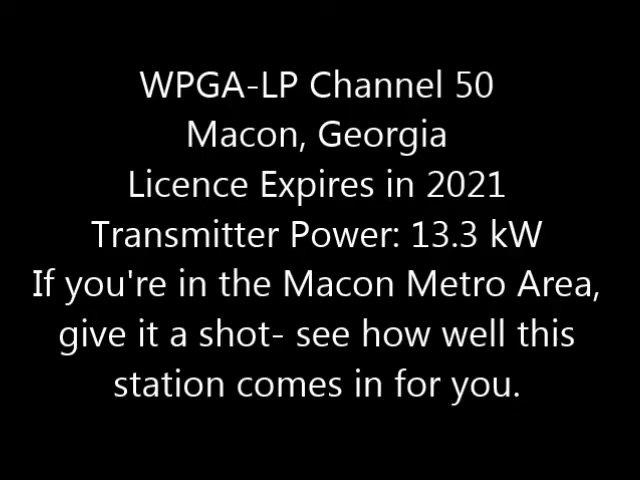 WPGA-LP Channel 50
Macon, Georgia
Licence Expires in 2021
Transmitter Power: 13.3 kW
If you're in the Macon Metro Area,
give it a shot- see how well this
station comes in for you.